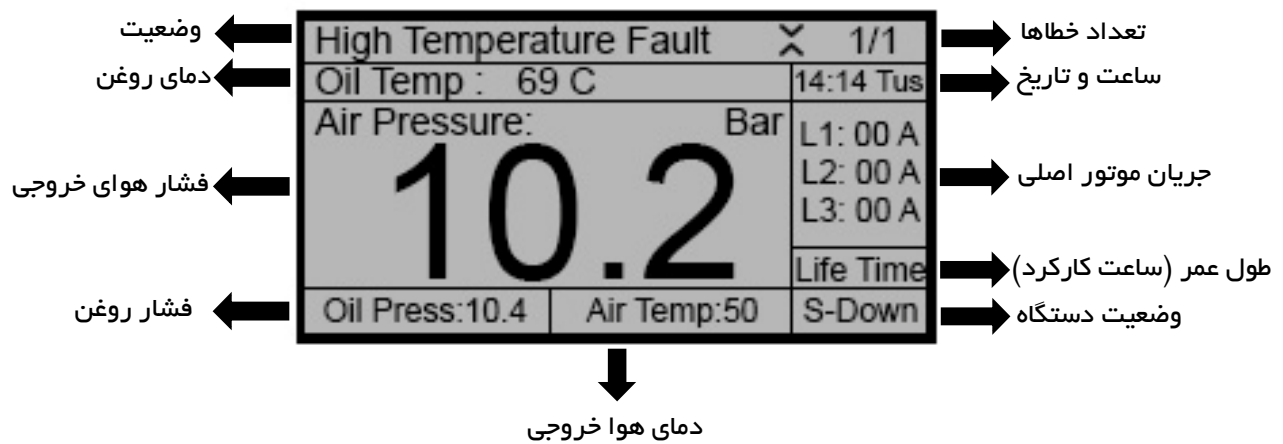 وضعیت
High Temperature Fault 1/1
تعداد خطاها
دمای روغن
Oil Temp : 69 C
14:14 Tus
ساعت و تاریخ
Air Pressure: Bar
10.2
فشار هوای خروجی
L1: 00 A
L2: 00 A
L3: 00 A
جریان موتور اصلی
Life Time
طول عمر (ساعت کارکرد)
فشار روغن
Oil Press:10.4
Air Temp:50
S-Down
وضعیت دستگاه
دمای هوا خروجی